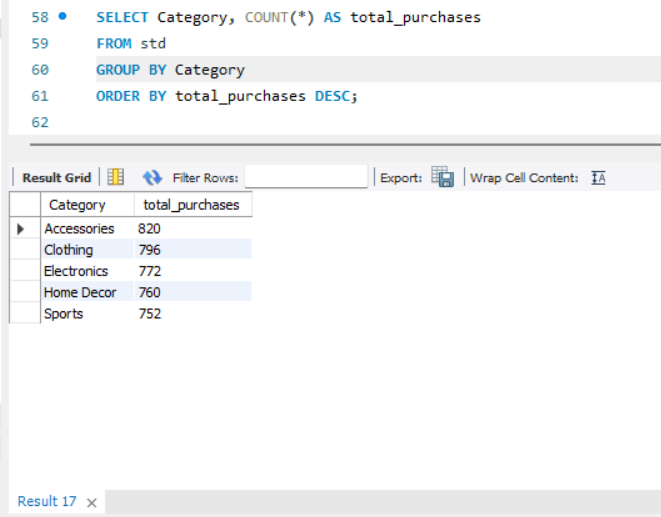 58 SELECT Category, COUNT(*) AS total_purchases
59 FROM std
60 GROUP BY Category
61 ORDER BY total_purchases DESC;
62
Result Grid Filter Rows: Export: Wrap Cell Content: IA
Category total_purchases
Accessories 820
Clothing 796
Electronics 772
Home Decor 760
Sports 752
Result 17 ×